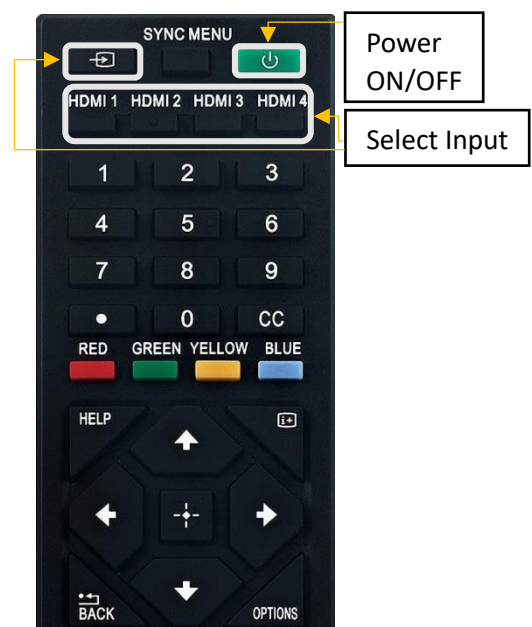 SYNC MENU
Power
ON/OFF
HDMI 1 HDMI 2 HDMI 3 HDMI 4
Select Input
1 2 3
4 5 6
7 8 9
• 0 CC
RED GREEN YELLOW BLUE
HELP
i+
BACK
OPTIONS